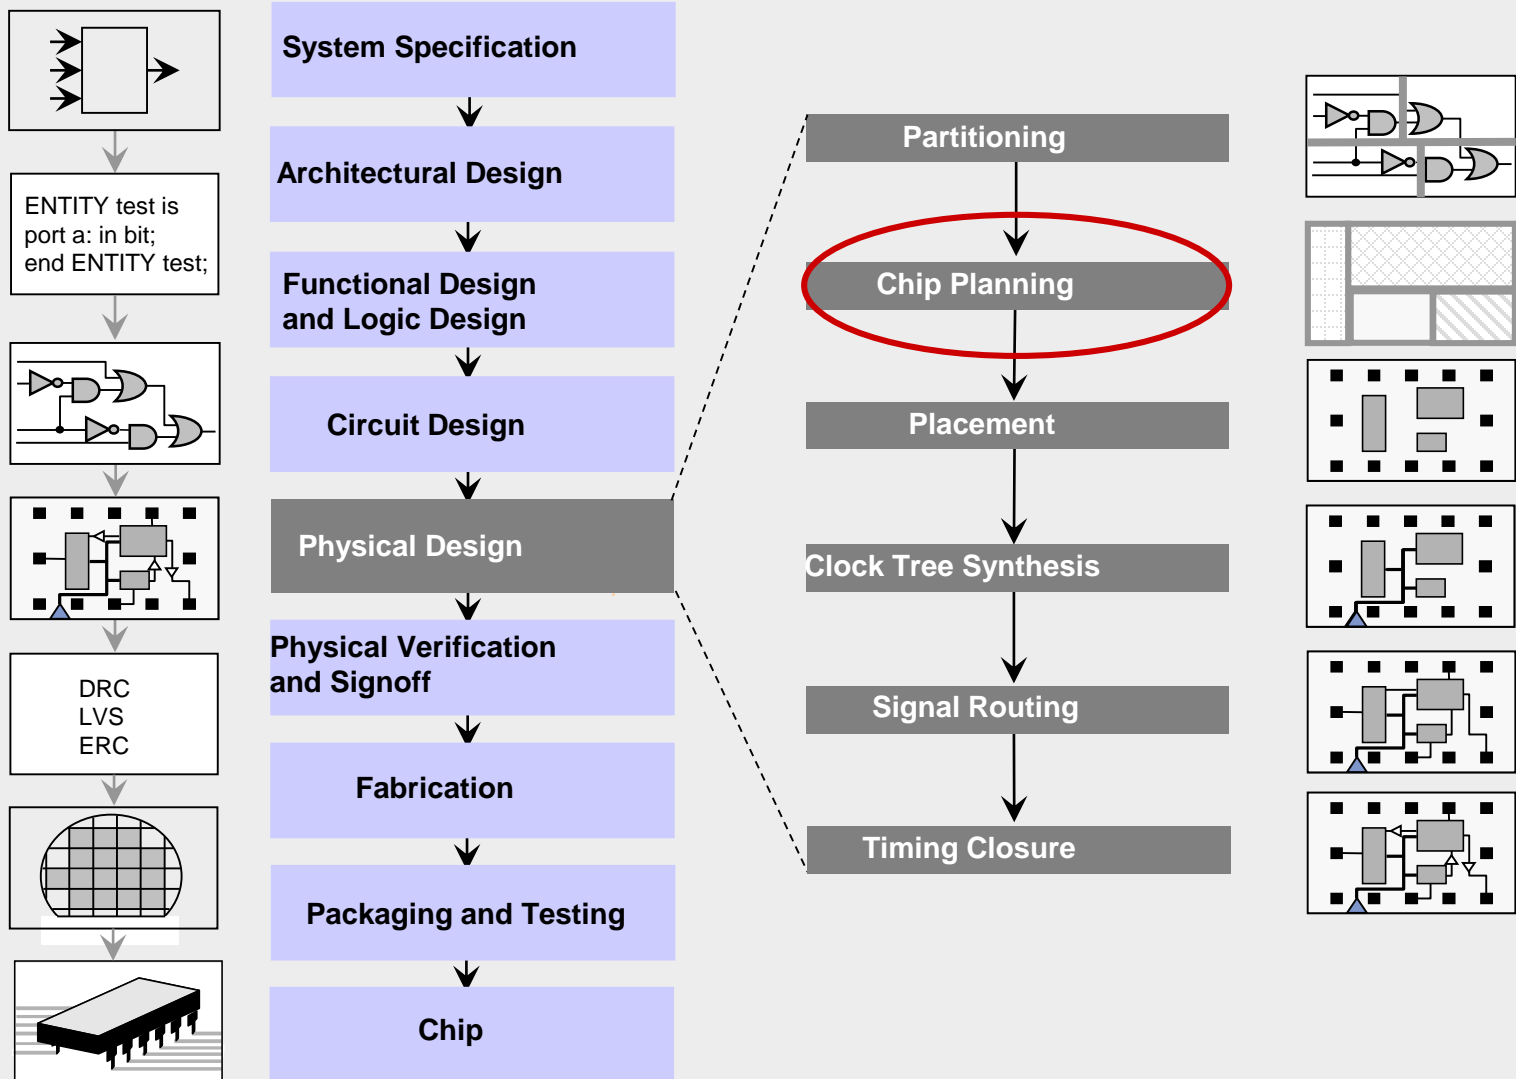 ENTITY test is
port a: in bit;
end ENTITY test;
DRC
LVS
ERC
System Specification
Architectural Design
Functional Design
and Logic Design
Circuit Design
Physical Design
Physical Verification
and Signoff
Fabrication
Packaging and Testing
Chip
Partitioning
Chip Planning
Placement
Clock Tree Synthesis
Signal Routing
Timing Closure